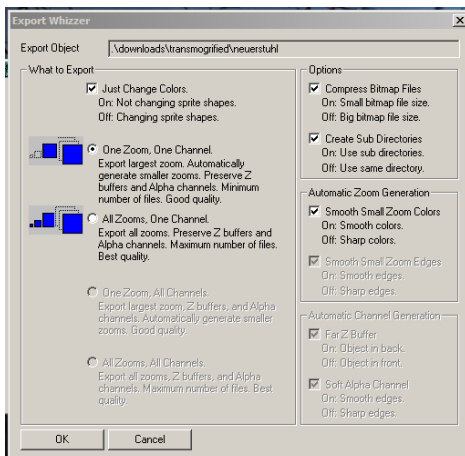 Export Whizzer
Export Object
.\downloads\transmogrified\neuerstuhl
What to Export
Just Change Colors.
On: Not changing sprite shapes.
Off: Changing sprite shapes.
One Zoom, One Channel.
Export largest zoom. Automatically
generate smaller zooms. Preserve Z
buffers and Alpha channels. Minimum
number of files. Good quality.
All Zooms, One Channel.
Export all zooms. Preserve Z buffers and
Alpha channels. Maximum number of files.
Best quality.
One Zoom, All Channels.
Export largest zoom, Z buffers, and Alpha
channels. Automatically generate smaller
zooms. Good quality.
All Zooms, All Channels.
Export all zooms, Z buffers, and Alpha
channels. Maximum number of files. Best
quality.
Options
Compress Bitmap Files
On: Small bitmap file size.
Off: Big bitmap file size.
Create Sub Directories
On: Use sub directories.
Off: Use same directory.
Automatic Zoom Generation
Smooth Small Zoom Colors
On: Smooth colors.
Off: Sharp colors.
Smooth Small Zoom Edges
On: Smooth edges.
Off: Sharp edges.
Automatic Channel Generation
Far Z Buffer
On: Object in back.
Off: Object in front.
Soft Alpha Channel
On: Smooth edges.
Off: Sharp edges.
OK
Cancel